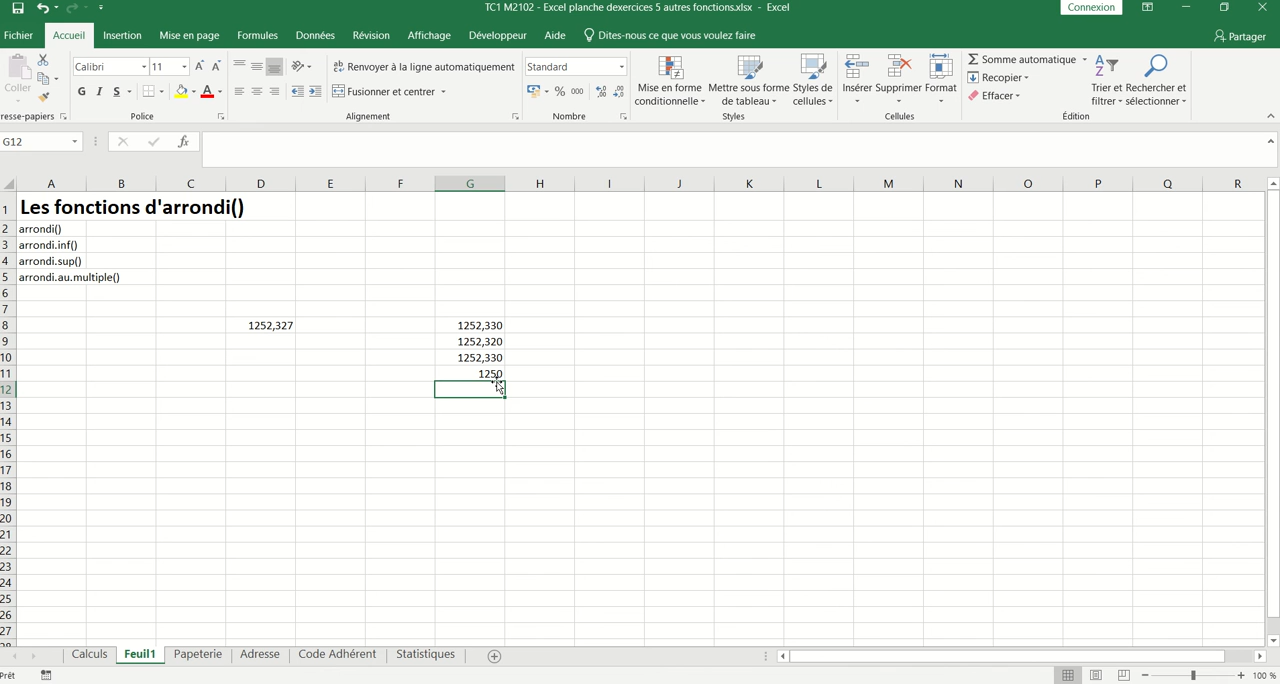 TC1 M2102 - Excel planche dexercices 5 autres fonctions.xlsx - Excel
Connexion
Fichier Accueil Insertion Mise en page Formules Données Révision Affichage Développeur Aide Dites-nous ce que vous voulez faire Partager
Coller
Calibri 11
G I S
Renvoyer à la ligne automatiquement
Fusionner et centrer
Standard
% 000
Mise en forme conditionnelle
Mettre sous forme de tableau
Styles de cellules
Insérer Supprimer Format
Somme automatique
Recopier
Effacer
Trier et filtrer
Rechercher et sélectionner
resse-papiers Police Alignement Nombre Styles Cellules Édition
G12 fx
A B C D E F G H I J K L M N O P Q R
1 Les fonctions d'arrondi()
2 arrondi()
3 arrondi.inf()
4 arrondi.sup()
5 arrondi.au.multiple()
6
7
8 1252,327 1252,330
9 1252,320
10 1252,330
11 1250
12
13
14
15
16
17
18
19
20
21
22
23
24
25
26
27
28
Calculs Feuil1 Papeterie Adresse Code Adhérent Statistiques
Prêt 100 %